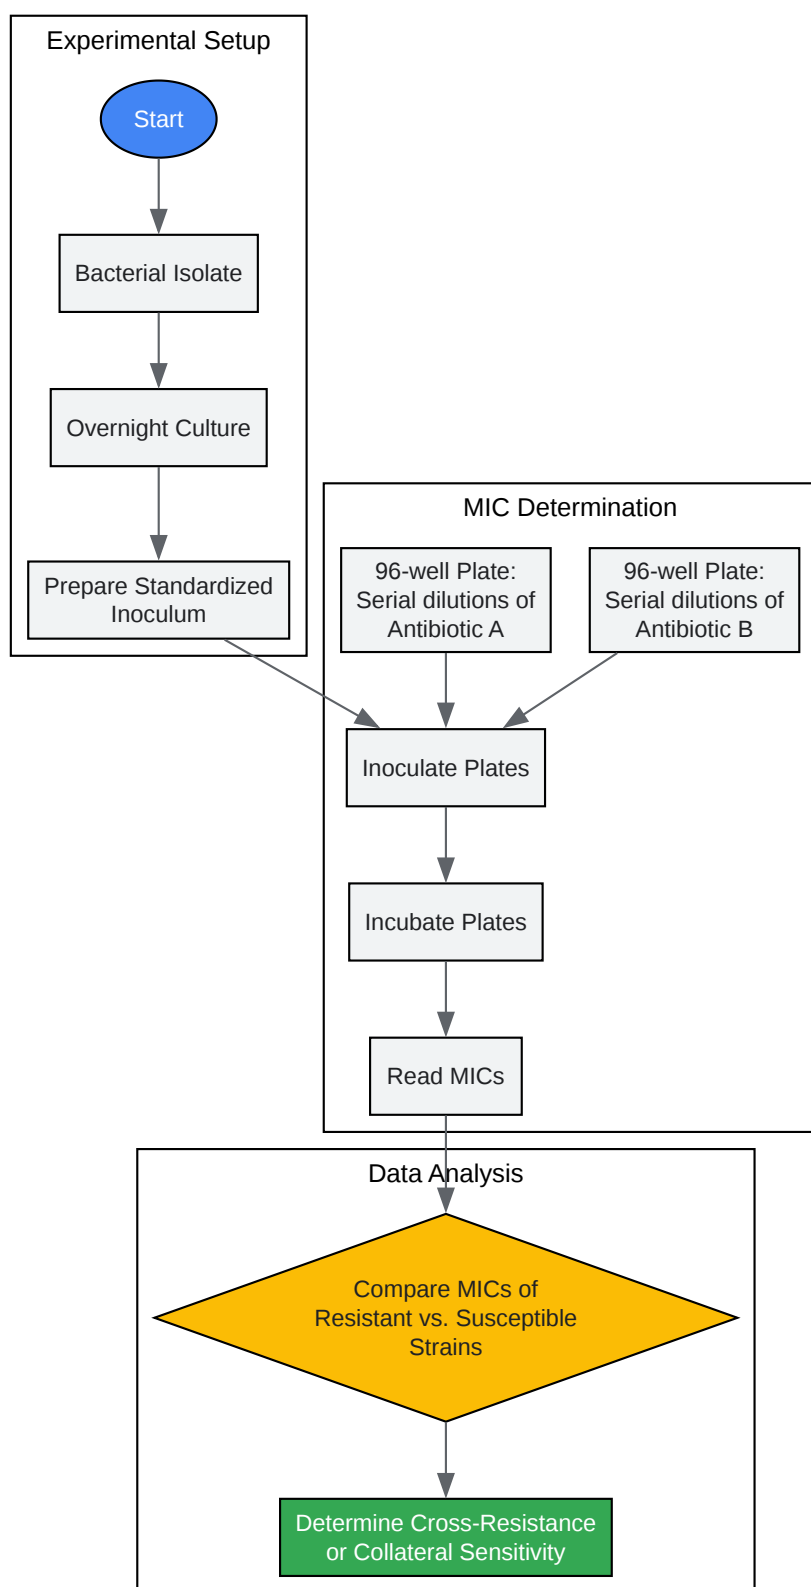 Experimental Setup
Start
Bacterial Isolate
Overnight Culture
Prepare Standardized
Inoculum
MIC Determination
96-well Plate:
Serial dilutions of
Antibiotic A
96-well Plate:
Serial dilutions of
Antibiotic B
Inoculate Plates
Incubate Plates
Read MICs
Data Analysis
Compare MICs of
Resistant vs. Susceptible
Strains
Determine Cross-Resistance
or Collateral Sensitivity